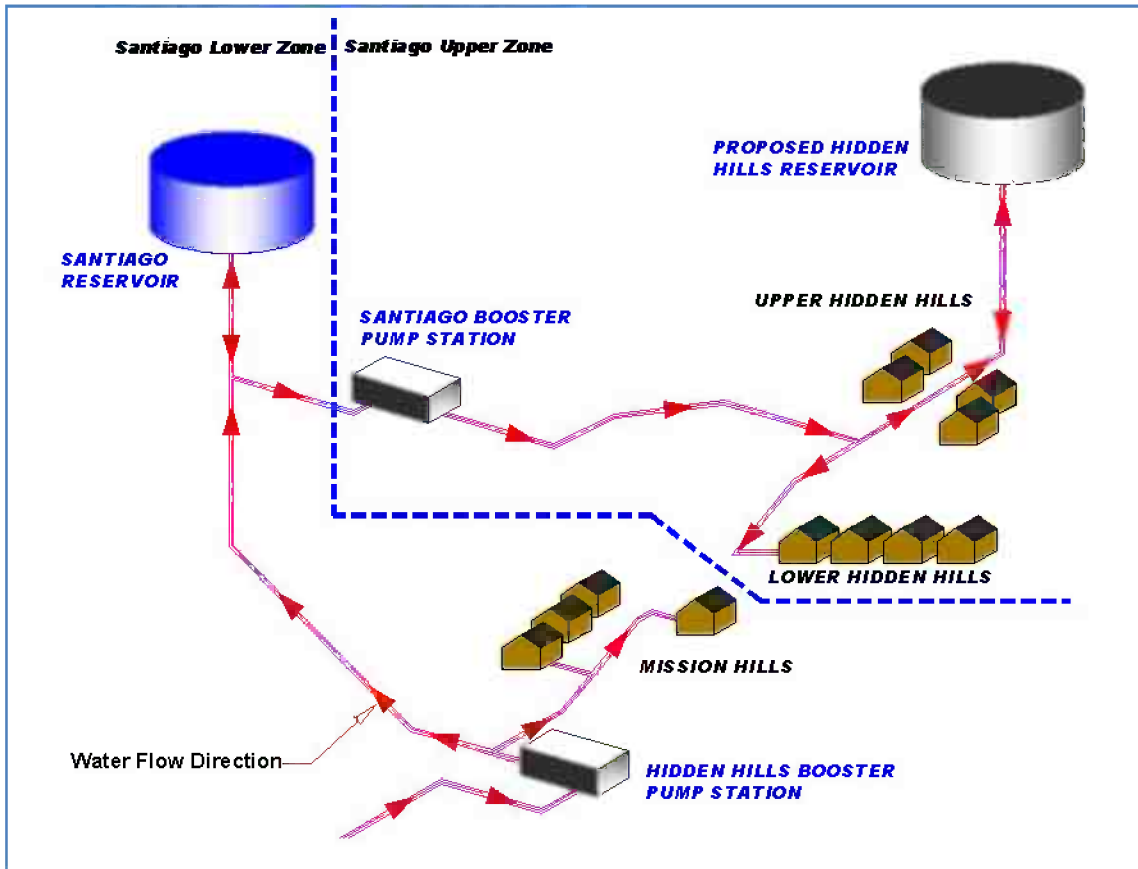 Santiago Lower Zone
Santiago Upper Zone
PROPOSED HIDDEN
HILLS RESERVOIR
SANTIAGO
RESERVOIR
UPPER HIDDEN HILLS
SANTIAGO BOOSTER
PUMP STATION
LOWER HIDDEN HILLS
MISSION HILLS
Water Flow Direction
HIDDEN HILLS BOOSTER
PUMP STATION